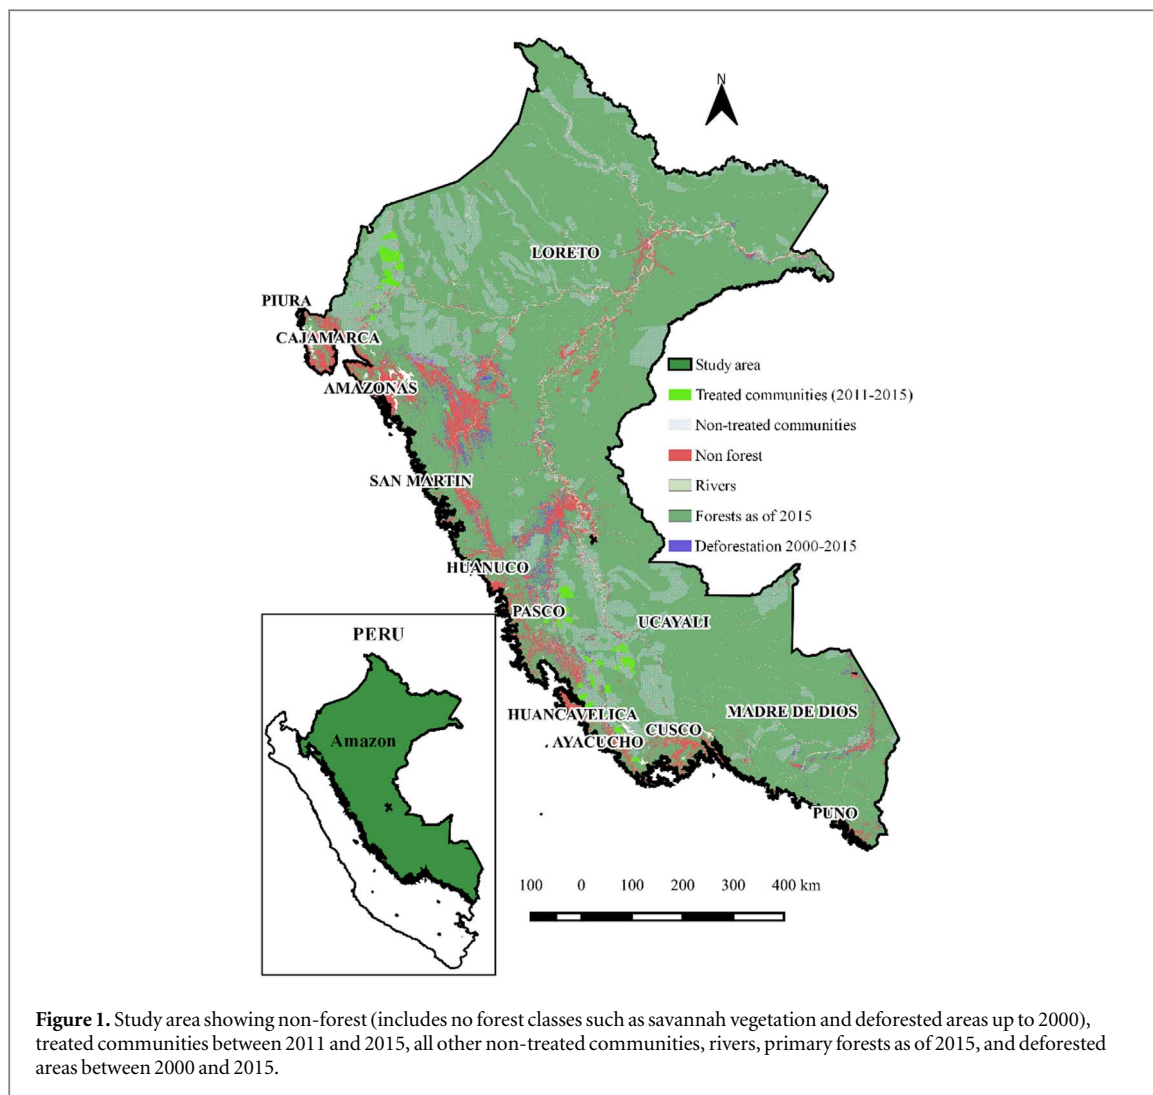 N
LORETO
PIURA
CAJAMARCA
AMAZONAS
Study area
Treated communities (2011-2015)
Non-treated communities
Non forest
Rivers
Forests as of 2015
Deforestation 2000-2015
SAN MARTIN
HUANUCO
PASCO
UCAYALI
PERU
Amazon
HUANCAVELICA
MADRE DE DIOS
CUSCO
AYACUCHO
PUNO
100 0 100 200 300 400 km
Figure 1. Study area showing non-forest (includes no forest classes such as savannah vegetation and deforested areas up to 2000),
treated communities between 2011 and 2015, all other non-treated communities, rivers, primary forests as of 2015, and deforested
areas between 2000 and 2015.